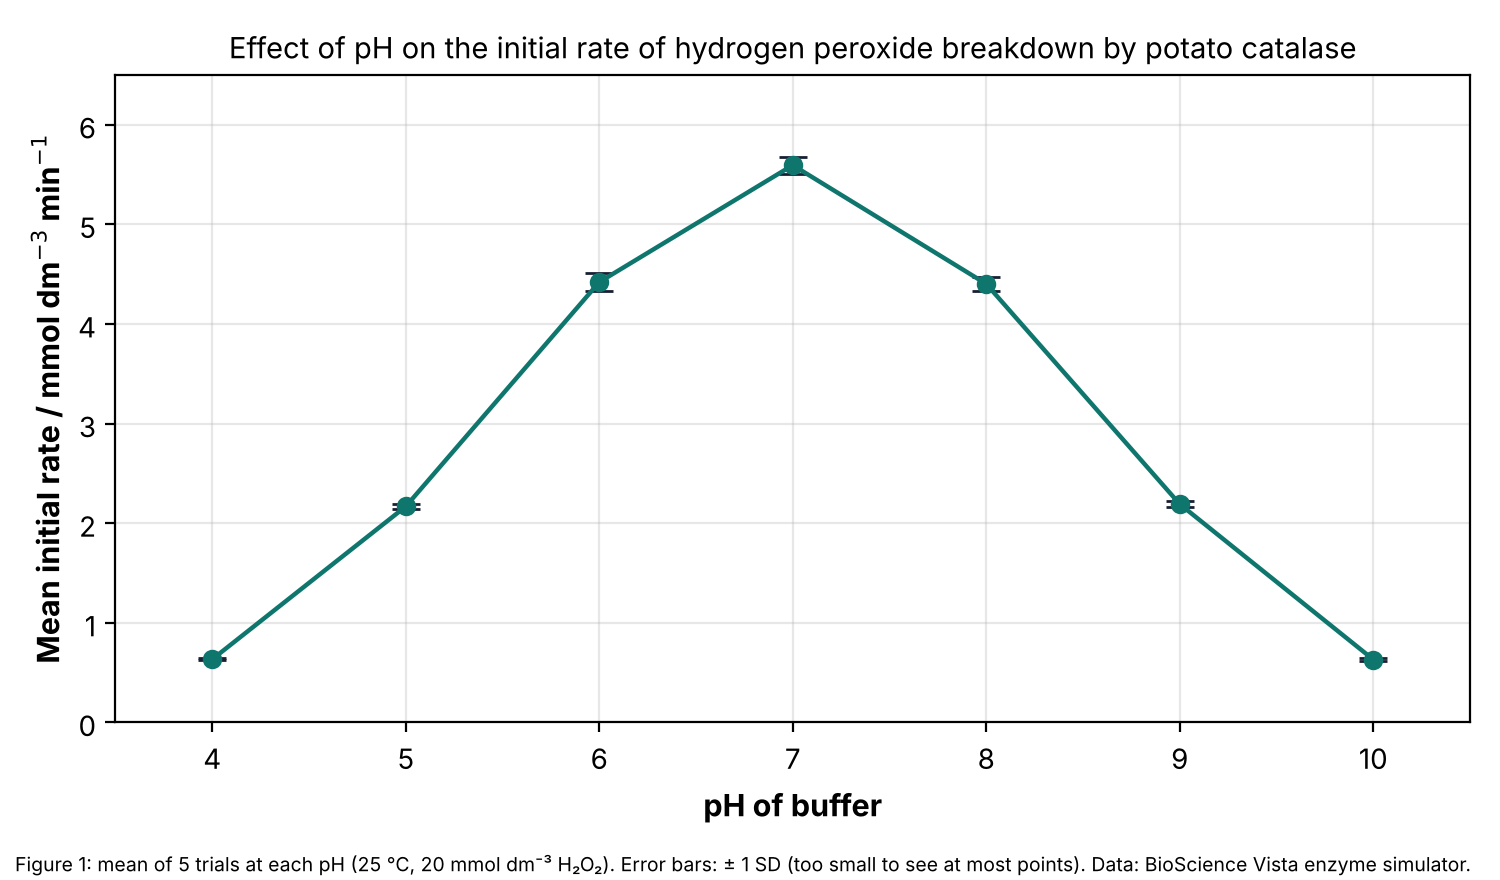 Effect of pH on the initial rate of hydrogen peroxide breakdown by potato catalase
Mean initial rate / mmol dm⁻³ min⁻¹
6
5
4
3
2
1
0
4 5 6 7 8 9 10
pH of buffer
Figure 1: mean of 5 trials at each pH (25 °C, 20 mmol dm⁻³ H₂O₂). Error bars: ± 1 SD (too small to see at most points). Data: BioScience Vista enzyme simulator.